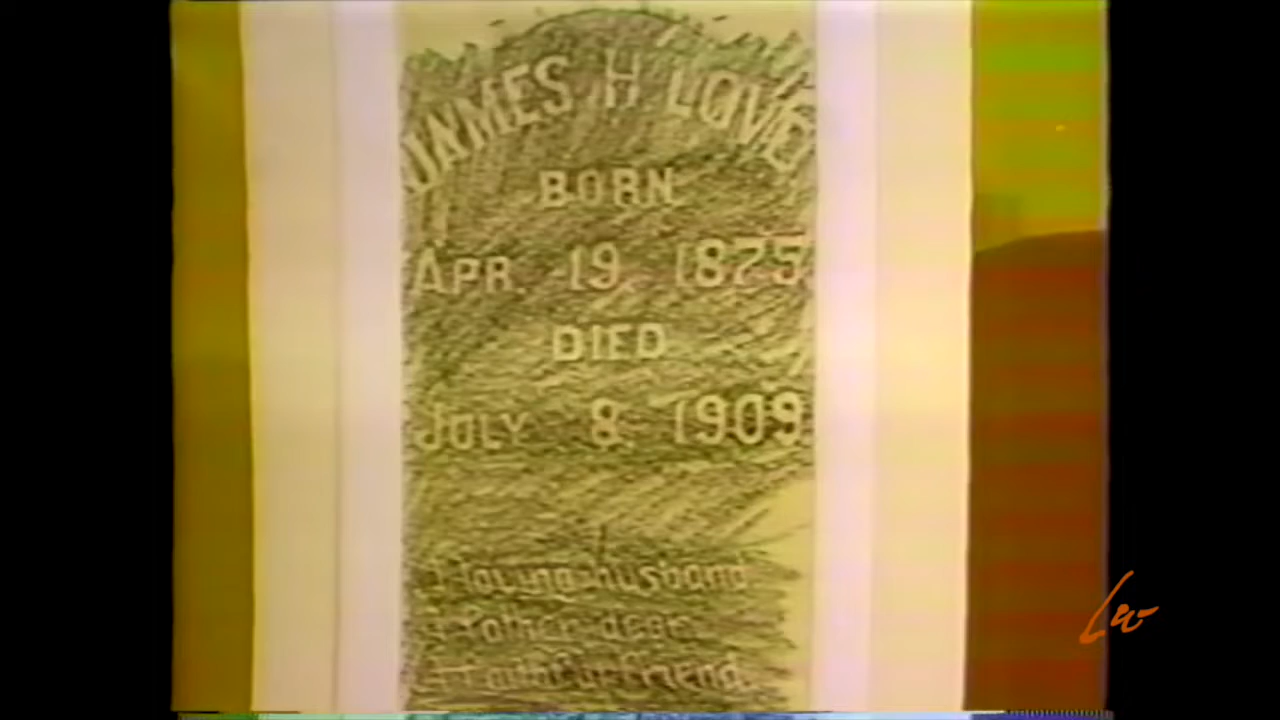 JAMES H LOVE
BORN
APR. 19 1875
DIED
JULY 8 1909
A loving husband
A father dear
A faithful friend